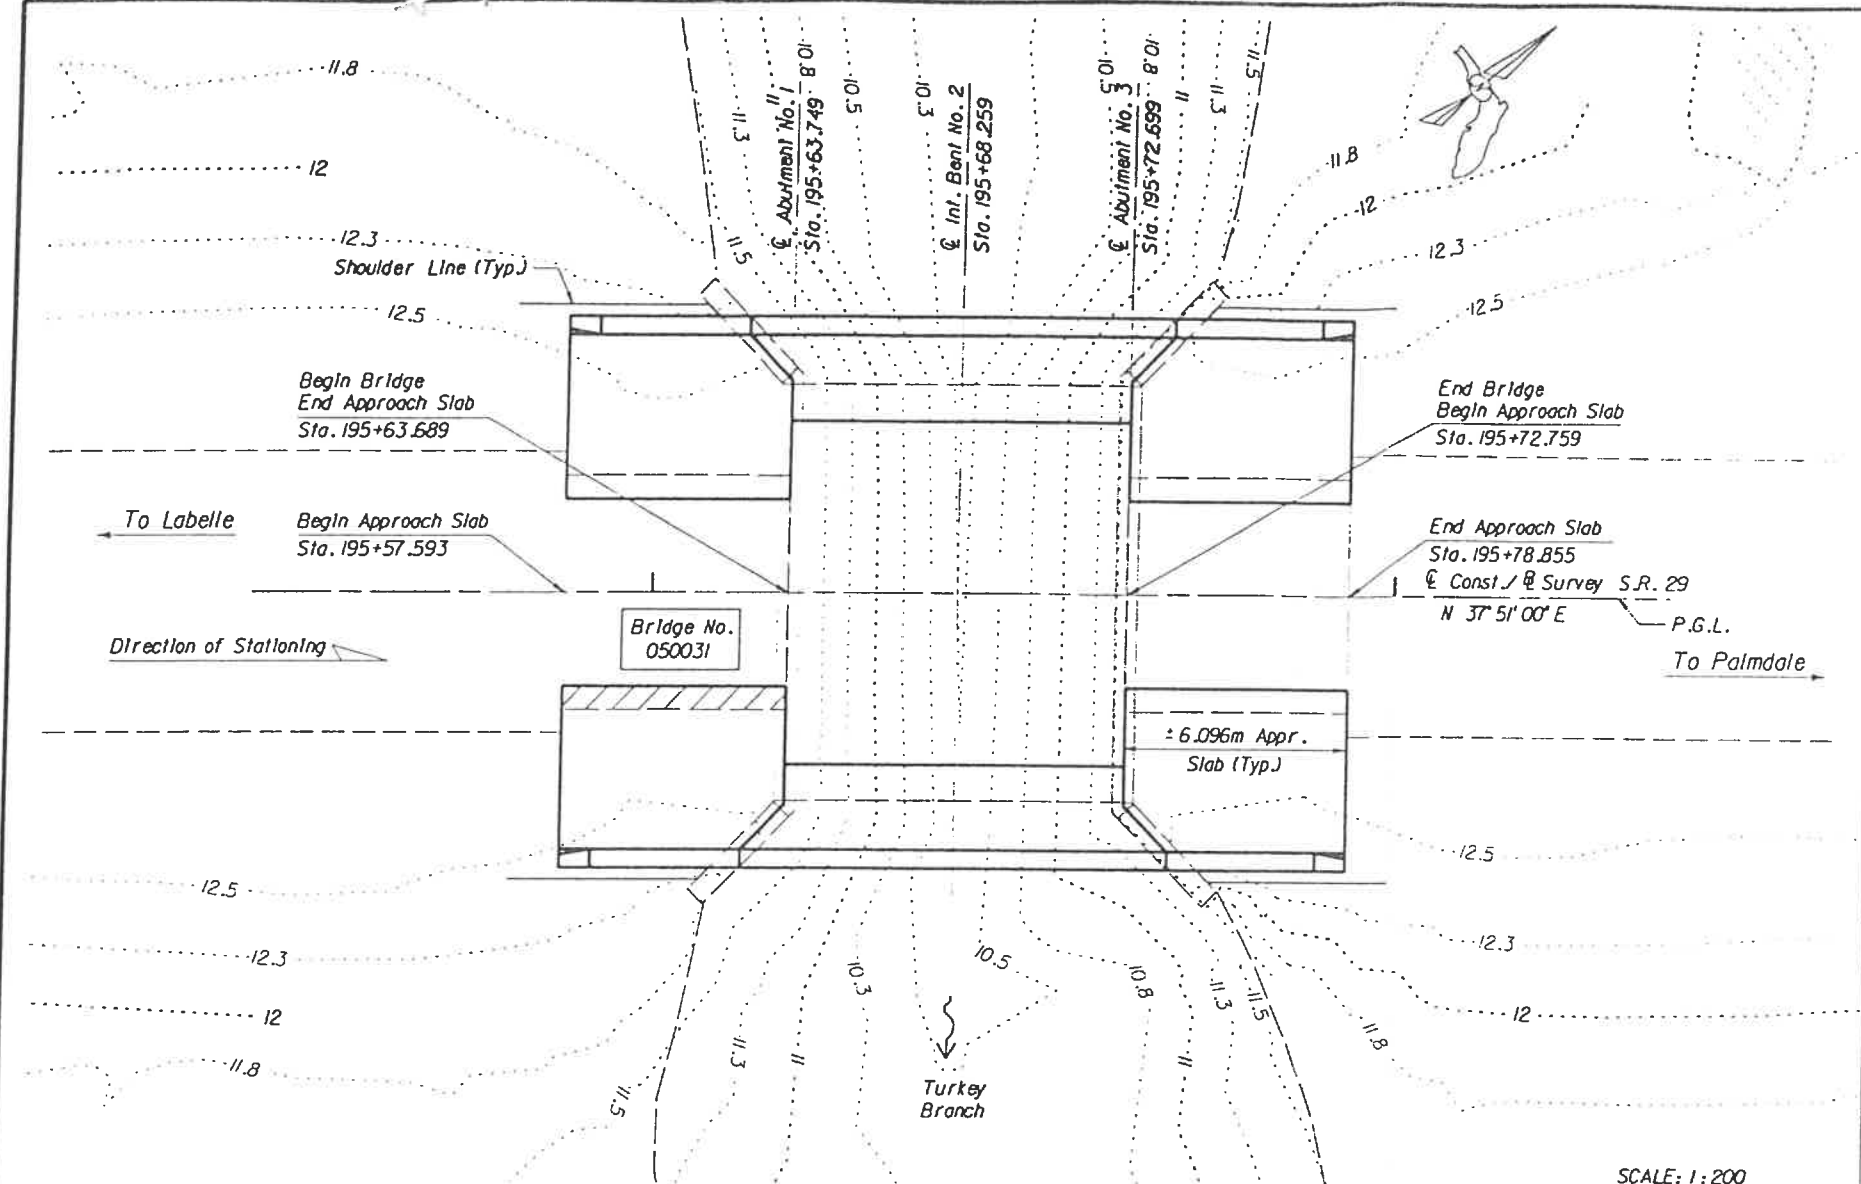 11.8
12
12.3
Shoulder Line (Typ.)
12.5
11.3
11
10.8
10.5
10.3
10.5
10.8
11
11.3
11.5
11.5
℄ Abutment No. 1
Sta. 195+63.749
℄ Int. Bent No. 2
Sta. 195+68.259
℄ Abutment No. 3
Sta. 195+72.699
11.8
12
12.3
12.5
Begin Bridge
End Approach Slab
Sta. 195+63.689
End Bridge
Begin Approach Slab
Sta. 195+72.759
To Labelle
Begin Approach Slab
Sta. 195+57.593
End Approach Slab
Sta. 195+78.855
℄ Const./ B̵L Survey S.R. 29
N 37°51'00" E
P.G.L.
Direction of Stationing
Bridge No.
050031
To Palmdale
±6.096m Appr.
Slab (Typ.)
12.5
12.3
12
11.8
11.5
11.3
11
10.3
10.5
10.8
11
11.3
11.5
11.8
12.5
12.3
12
Turkey
Branch
SCALE: 1:200